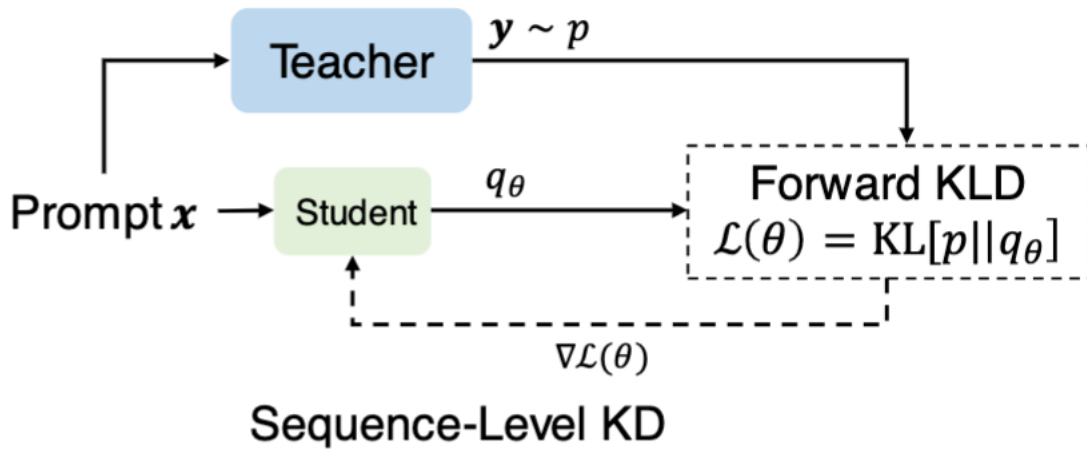 Teacher
𝒚 ~ p
Prompt 𝒙
Student
q_θ
Forward KLD
ℒ(θ) = KL[p||q_θ]
∇ℒ(θ)
Sequence-Level KD